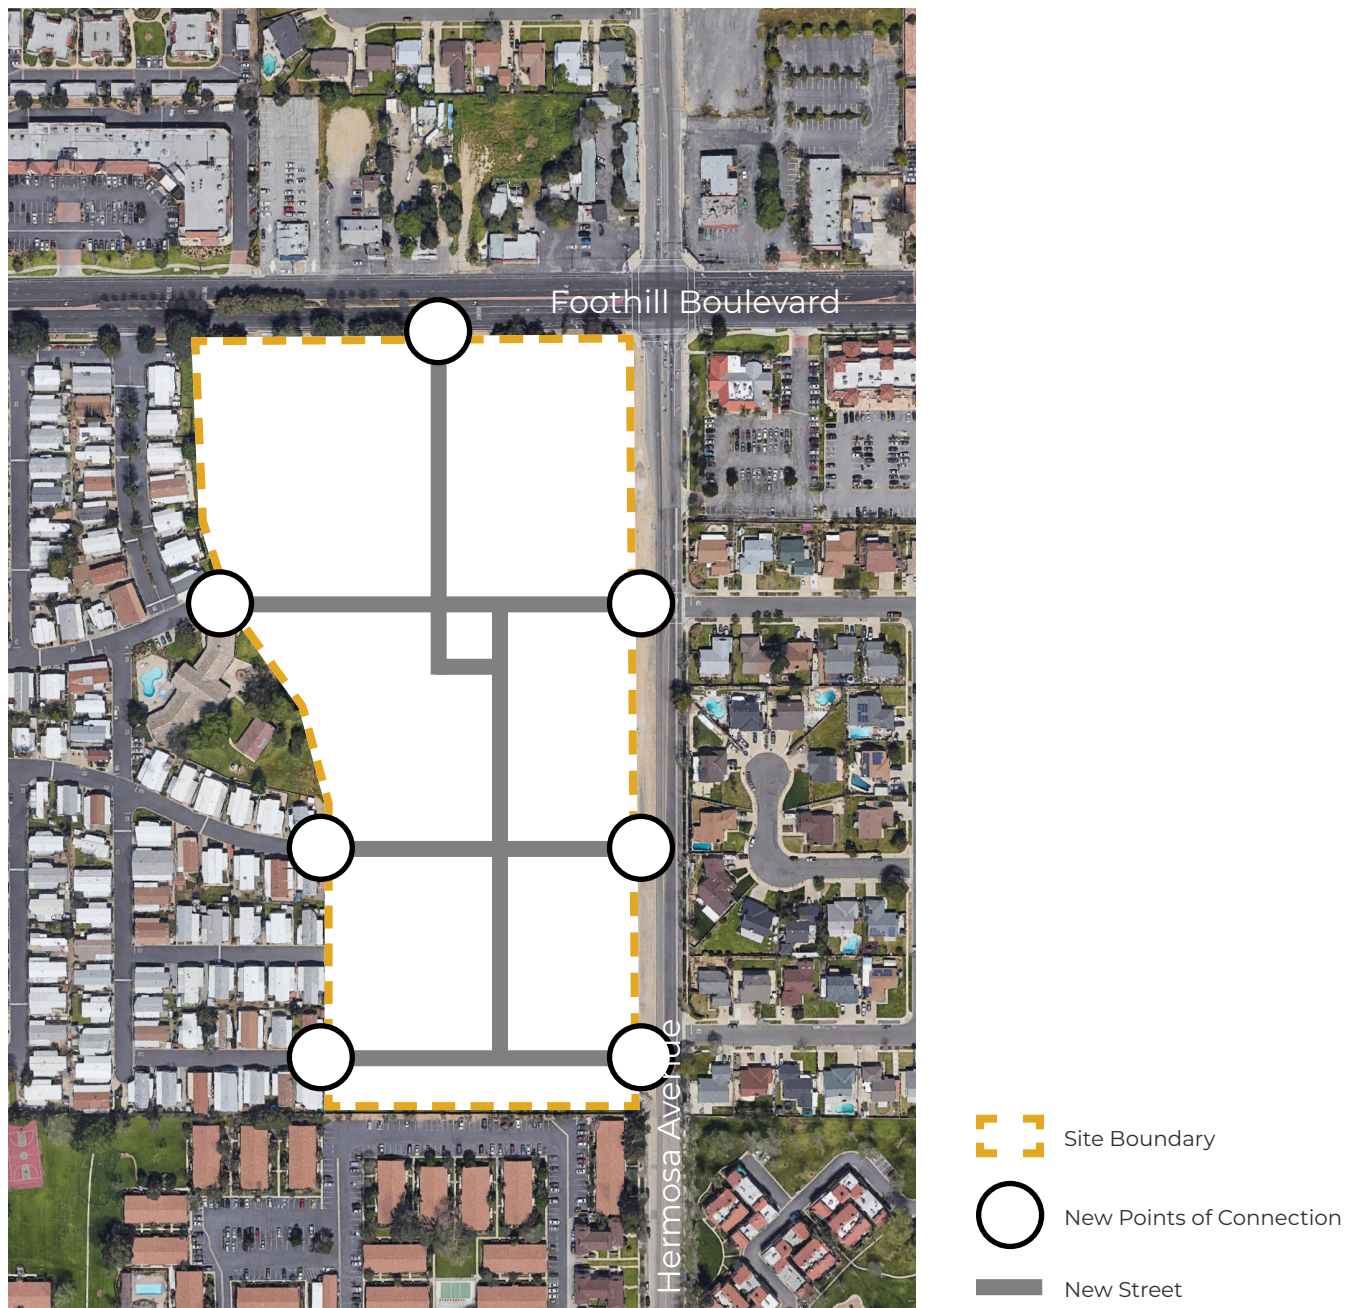 Foothill Boulevard
Hermosa Avenue
Site Boundary
New Points of Connection
New Street